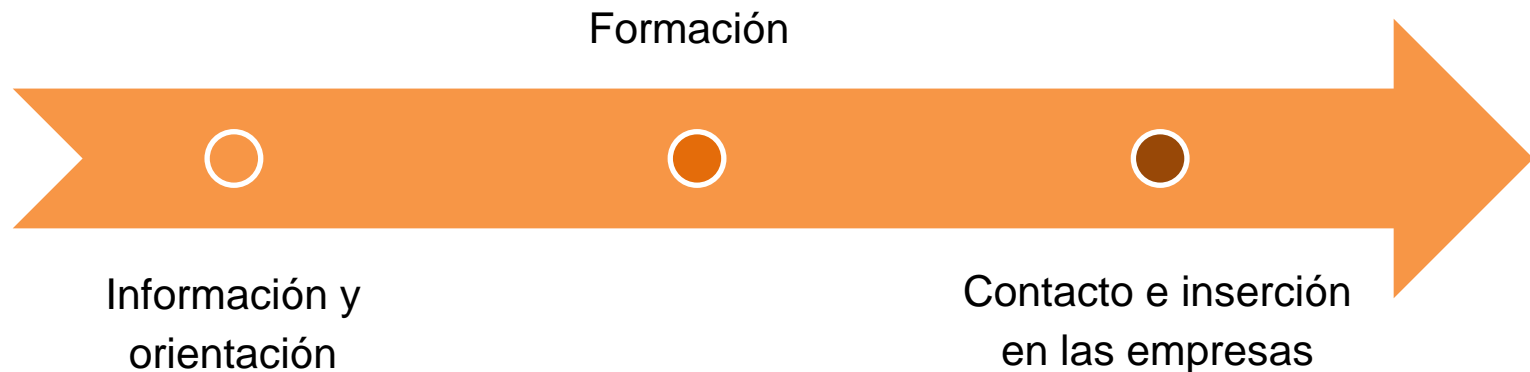 Formación
Información y
orientación
Contacto e inserción
en las empresas